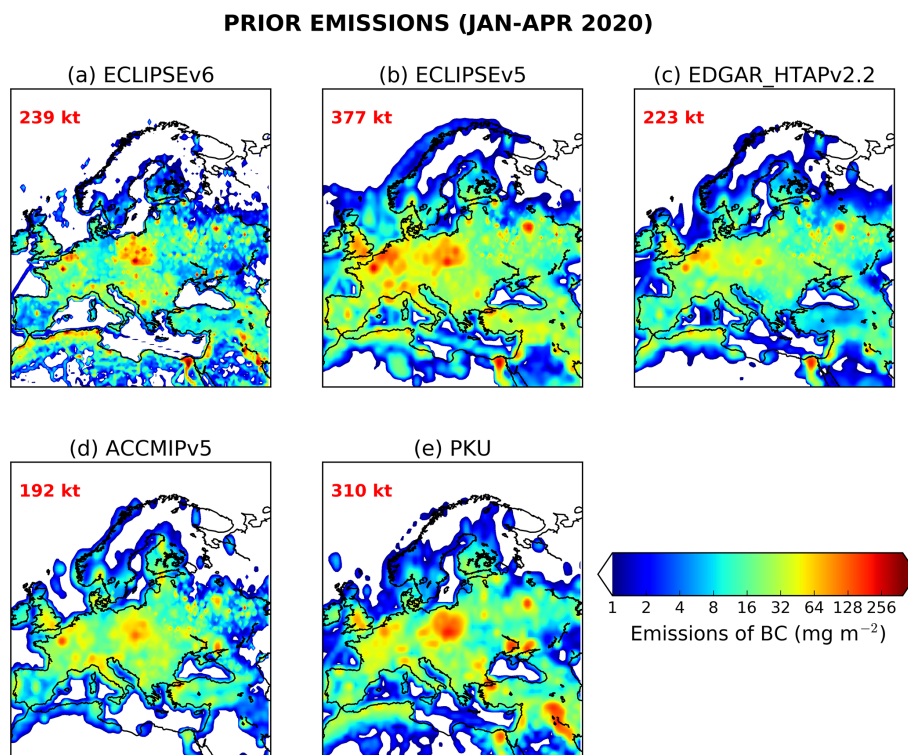 PRIOR EMISSIONS (JAN-APR 2020)
(a) ECLIPSEv6
(b) ECLIPSEv5
(c) EDGAR_HTAPv2.2
239 kt
377 kt
223 kt
(d) ACCMIPv5
(e) PKU
192 kt
310 kt
1 2 4 8 16 32 64 128 256
Emissions of BC (mg m⁻²)